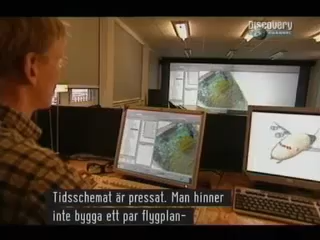 Discovery
Tidsschemat är pressat. Man hinner
inte bygga ett par flygplan-